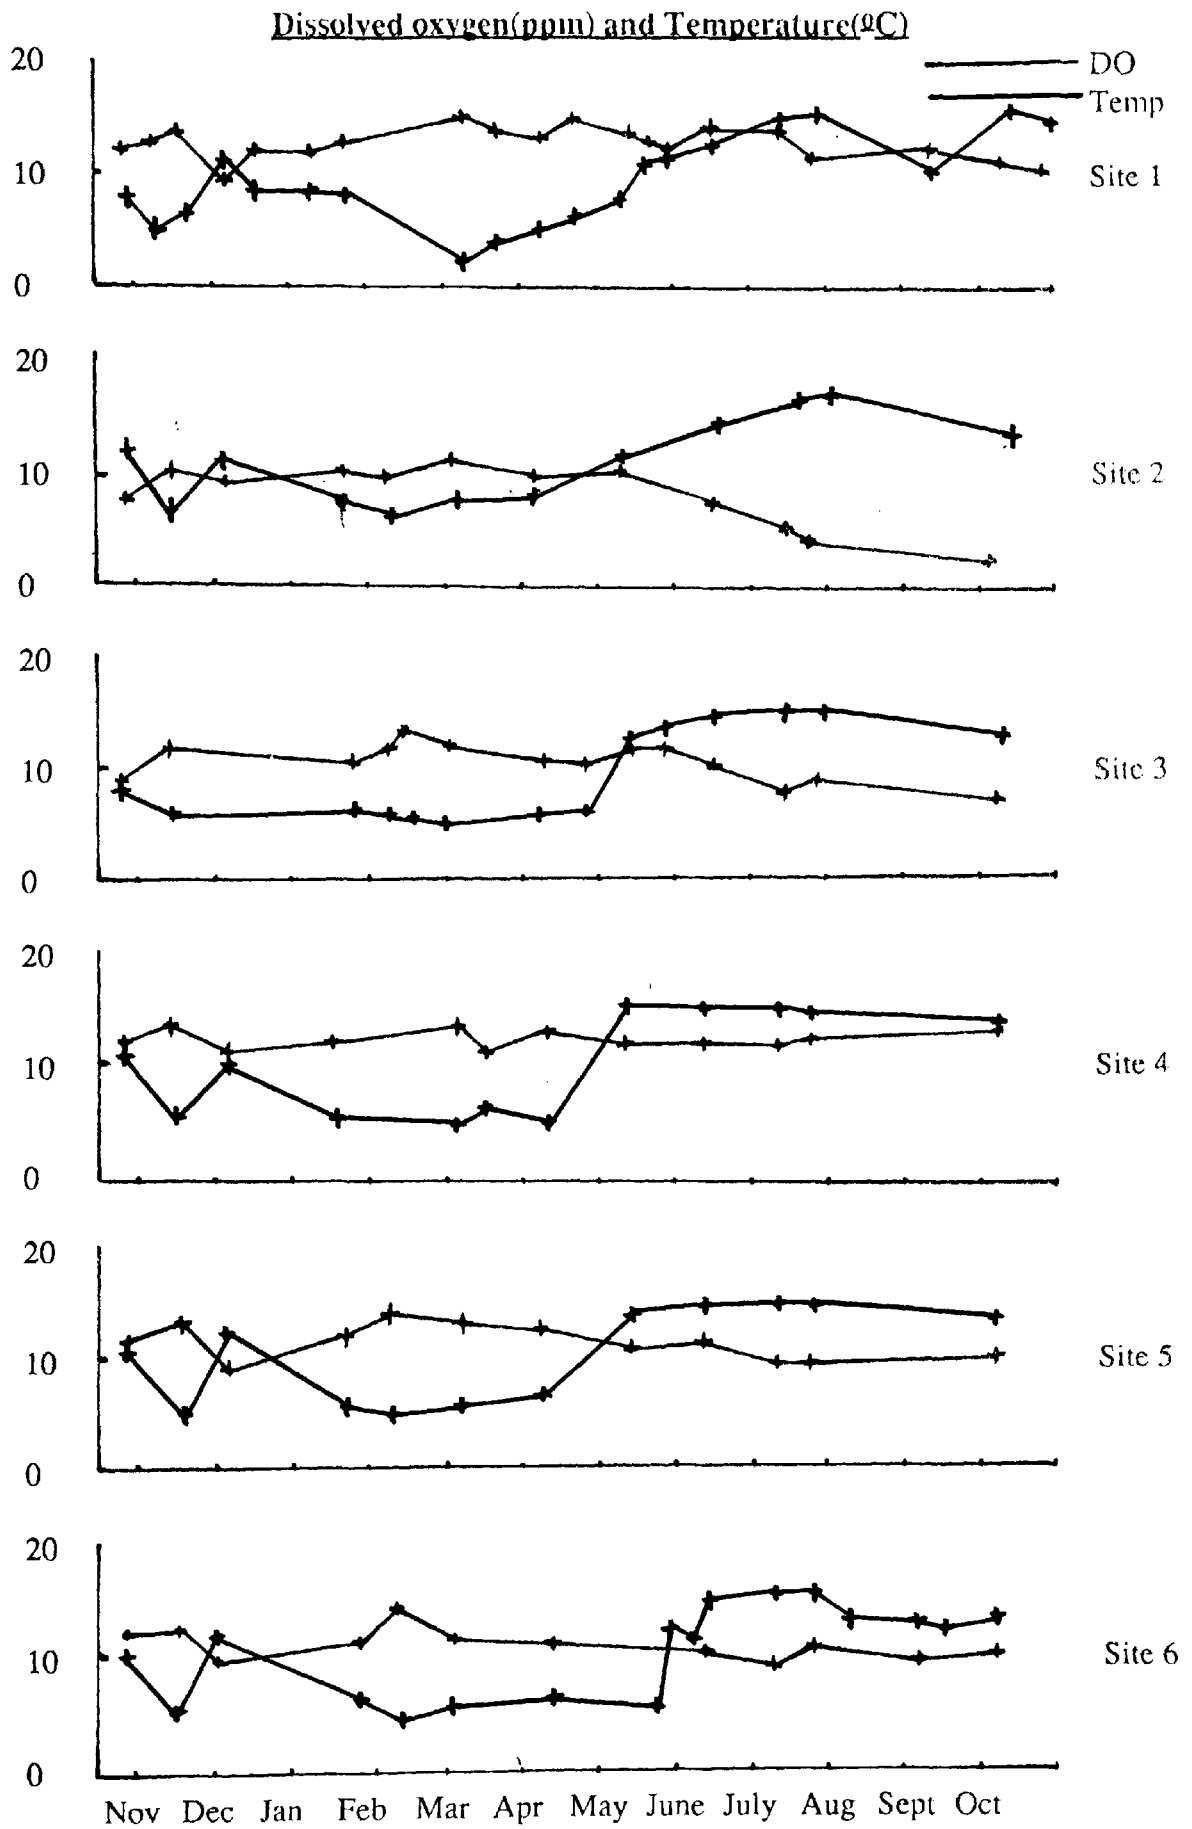 Dissolved oxygen(ppm) and Temperature(ºC)
20
DO
Temp
10
Site 1
0
20
10
Site 2
0
20
10
Site 3
0
20
10
Site 4
0
20
10
Site 5
0
20
10
Site 6
0
Nov Dec Jan Feb Mar Apr May June July Aug Sept Oct